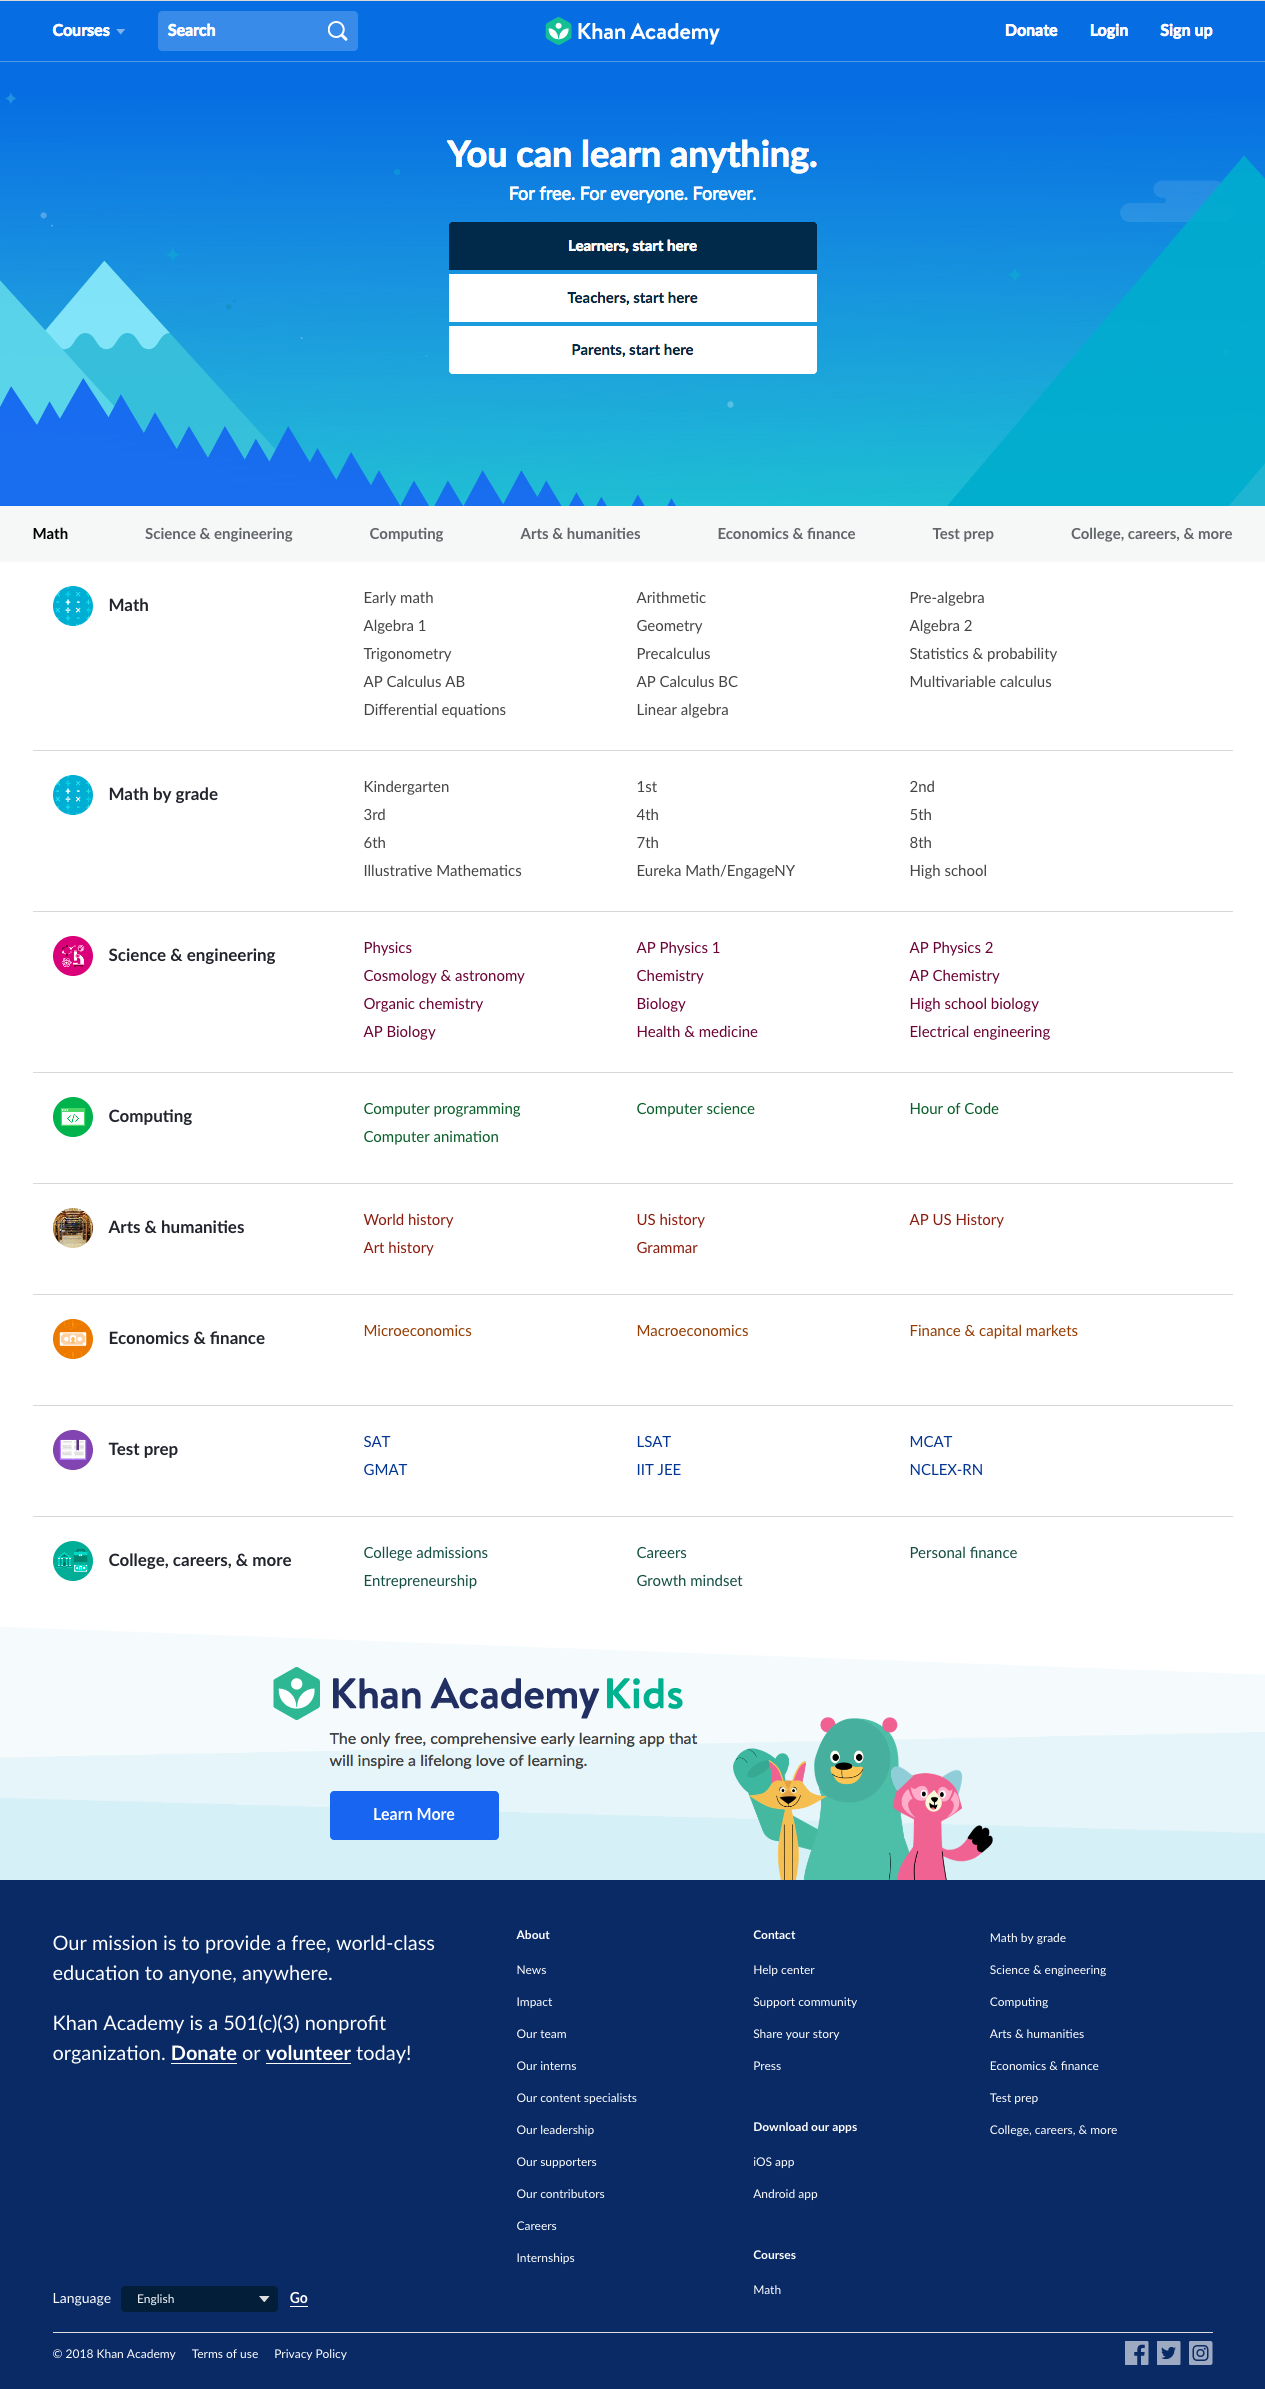 Courses
Search
Khan Academy
Donate
Login
Sign up
You can learn anything.
For free. For everyone. Forever.
Learners, start here
Teachers, start here
Parents, start here
Math
Science & engineering
Computing
Arts & humanities
Economics & finance
Test prep
College, careers, & more
Math
Early math
Arithmetic
Pre-algebra
Algebra 1
Geometry
Algebra 2
Trigonometry
Precalculus
Statistics & probability
AP Calculus AB
AP Calculus BC
Multivariable calculus
Differential equations
Linear algebra
Math by grade
Kindergarten
1st
2nd
3rd
4th
5th
6th
7th
8th
Illustrative Mathematics
Eureka Math/EngageNY
High school
Science & engineering
Physics
AP Physics 1
AP Physics 2
Cosmology & astronomy
Chemistry
AP Chemistry
Organic chemistry
Biology
High school biology
AP Biology
Health & medicine
Electrical engineering
Computing
Computer programming
Computer science
Hour of Code
Computer animation
Arts & humanities
World history
US history
AP US History
Art history
Grammar
Economics & finance
Microeconomics
Macroeconomics
Finance & capital markets
Test prep
SAT
LSAT
MCAT
GMAT
IIT JEE
NCLEX-RN
College, careers, & more
College admissions
Careers
Personal finance
Entrepreneurship
Growth mindset
Khan Academy Kids
The only free, comprehensive early learning app that
will inspire a lifelong love of learning.
Learn More
Our mission is to provide a free, world-class
education to anyone, anywhere.
Khan Academy is a 501(c)(3) nonprofit
organization. Donate or volunteer today!
About
News
Impact
Our team
Our interns
Our content specialists
Our leadership
Our supporters
Our contributors
Careers
Internships
Contact
Help center
Support community
Share your story
Press
Download our apps
iOS app
Android app
Courses
Math
Math by grade
Science & engineering
Computing
Arts & humanities
Economics & finance
Test prep
College, careers, & more
Language
English
Go
© 2018 Khan Academy
Terms of use
Privacy Policy